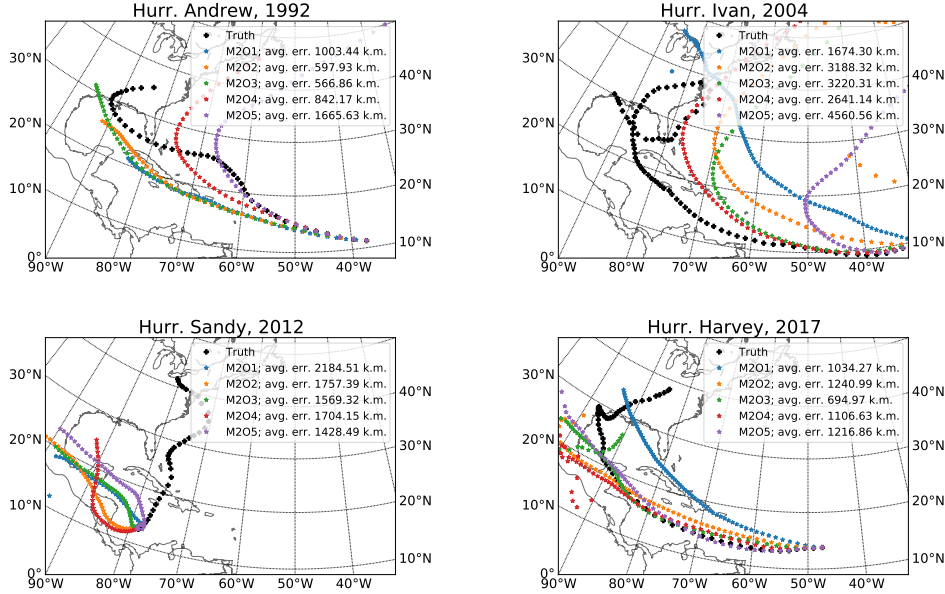 Hurr. Andrew, 1992
Truth
M2O1; avg. err. 1003.44 k.m.
M2O2; avg. err. 597.93 k.m.
M2O3; avg. err. 566.86 k.m.
M2O4; avg. err. 842.17 k.m.
M2O5; avg. err. 1665.63 k.m.
30°N
20°N
10°N
0°
40°N
30°N
20°N
10°N
90°W 80°W 70°W 60°W 50°W 40°W
Hurr. Ivan, 2004
Truth
M2O1; avg. err. 1674.30 k.m.
M2O2; avg. err. 3188.32 k.m.
M2O3; avg. err. 3220.31 k.m.
M2O4; avg. err. 2641.14 k.m.
M2O5; avg. err. 4560.56 k.m.
30°N
20°N
10°N
0°
40°N
30°N
20°N
10°N
90°W 80°W 70°W 60°W 50°W 40°W
Hurr. Sandy, 2012
Truth
M2O1; avg. err. 2184.51 k.m.
M2O2; avg. err. 1757.39 k.m.
M2O3; avg. err. 1569.32 k.m.
M2O4; avg. err. 1704.15 k.m.
M2O5; avg. err. 1428.49 k.m.
30°N
20°N
10°N
0°
40°N
30°N
20°N
10°N
90°W 80°W 70°W 60°W 50°W 40°W
Hurr. Harvey, 2017
Truth
M2O1; avg. err. 1034.27 k.m.
M2O2; avg. err. 1240.99 k.m.
M2O3; avg. err. 694.97 k.m.
M2O4; avg. err. 1106.63 k.m.
M2O5; avg. err. 1216.86 k.m.
30°N
20°N
10°N
0°
40°N
30°N
20°N
10°N
90°W 80°W 70°W 60°W 50°W 40°W